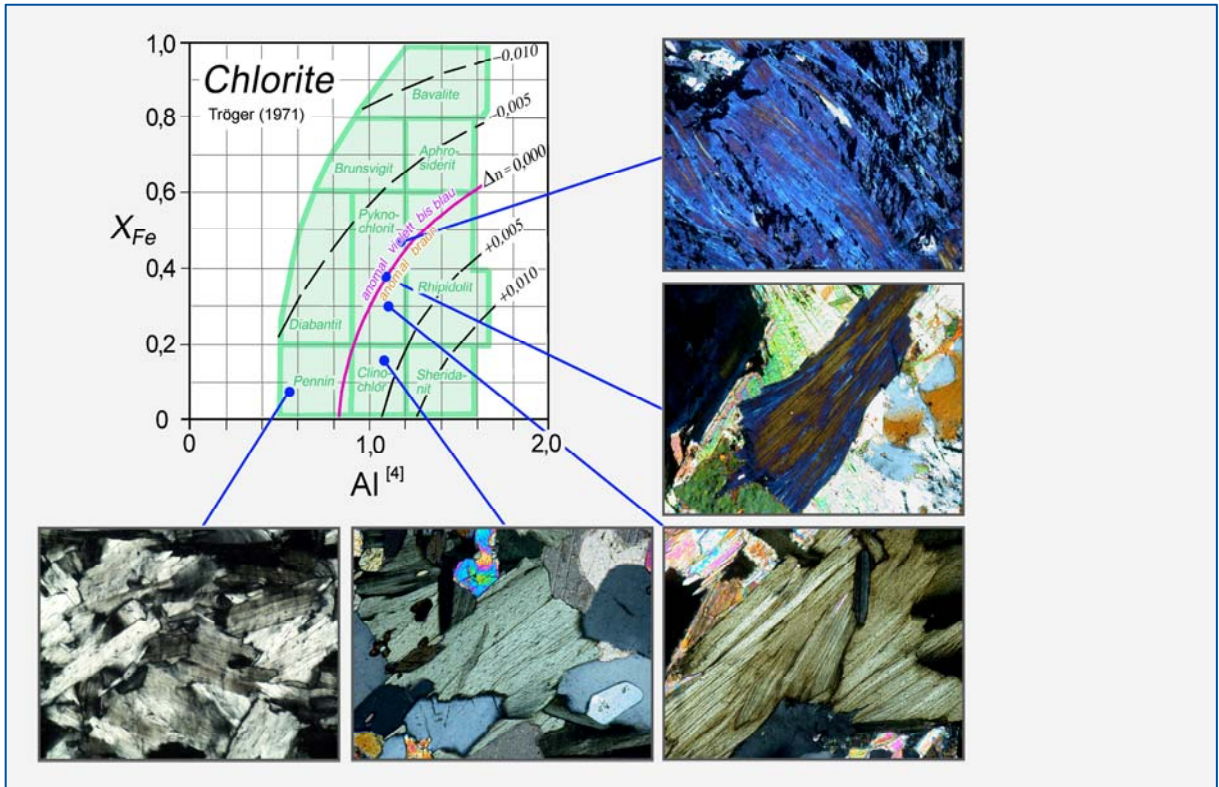 1,0
0,8
0,6
0,4
0,2
0
X Fe
Chlorite
Tröger (1971)
Bavalite
-0.010
-0,005
Δn = 0,000
+0,005
+0,010
Brunsvigit
Aphro-
siderit
Pykno-
chlorit
anomal violett bis blau
anomal braun
Rhipidolit
Diabantit
Pennin
Clino-
chlor
Sherida-
nit
0
1,0
2,0
Al [4]